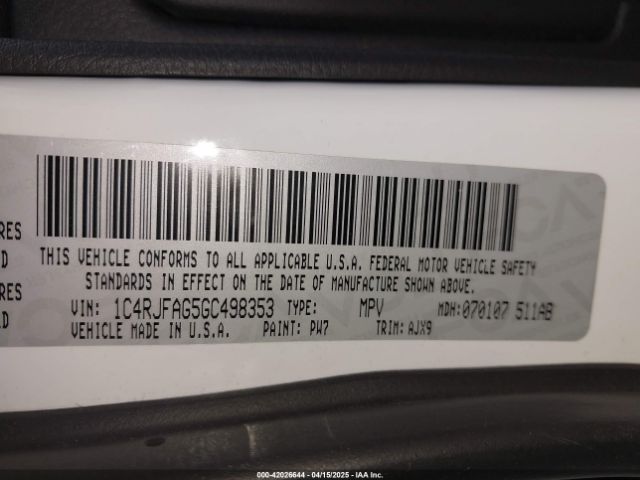 RES
D
THIS VEHICLE CONFORMS TO ALL APPLICABLE U.S.A. FEDERAL MOTOR VEHICLE SAFETY
STANDARDS IN EFFECT ON THE DATE OF MANUFACTURE SHOWN ABOVE.
RES
D
VIN: 1C4RJFAG5GC498353 TYPE: MPV MDH:070107 511AB
VEHICLE MADE IN U.S.A. PAINT: PW7 TRIM: AJX9
000-42026644 - 04/15/2025 - IAA Inc.